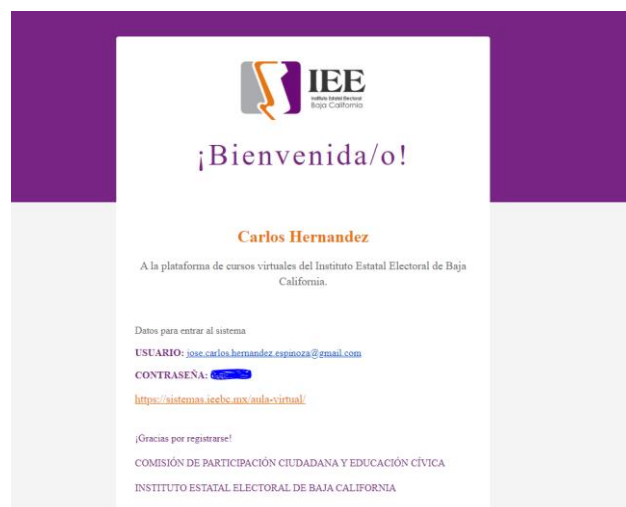 IEE
Instituto Estatal Electoral
Baja California
¡Bienvenida/o!
Carlos Hernandez
A la plataforma de cursos virtuales del Instituto Estatal Electoral de Baja
California.
Datos para entrar al sistema
USUARIO: jose.carlos.hernandez.espinoza@gmail.com
CONTRASEÑA:
https://sistemas.ieebc.mx/aula-virtual/
¡Gracias por registrarse!
COMISIÓN DE PARTICIPACIÓN CIUDADANA Y EDUCACIÓN CÍVICA
INSTITUTO ESTATAL ELECTORAL DE BAJA CALIFORNIA